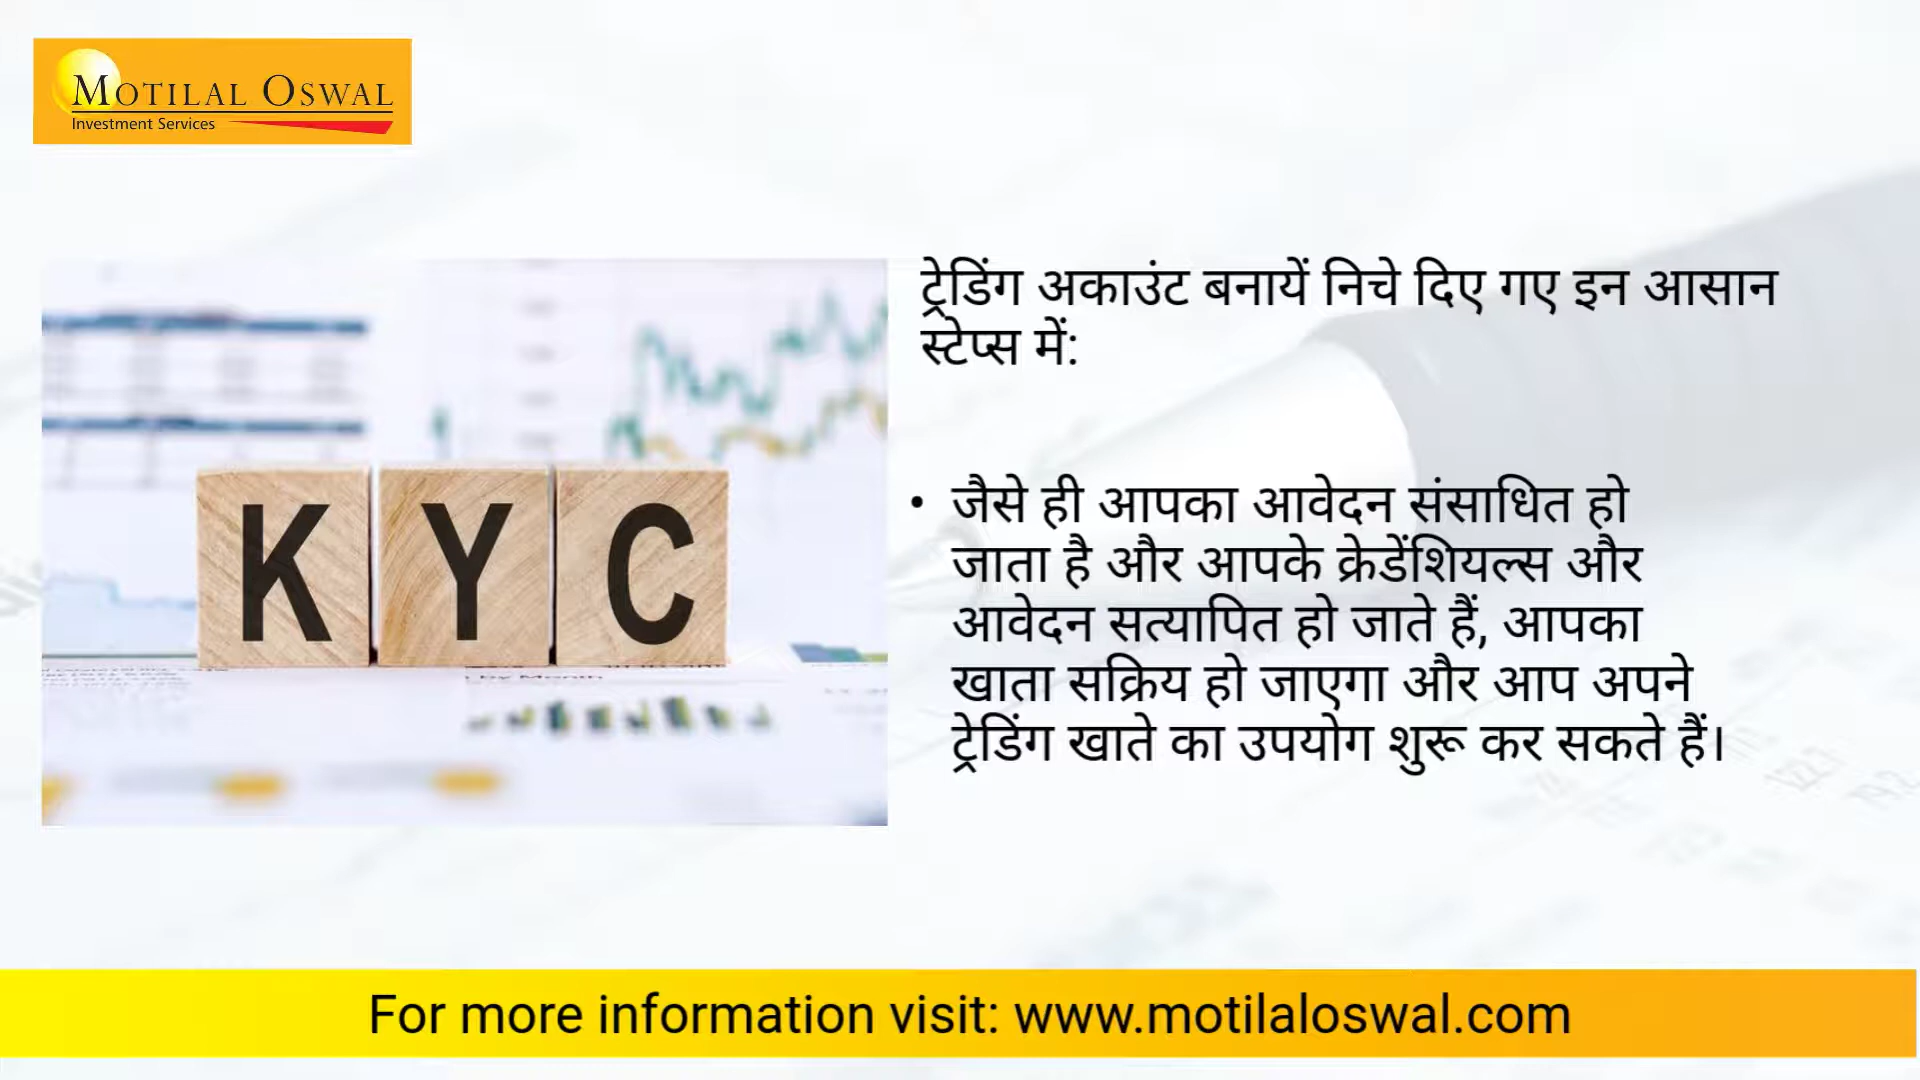 MOTILAL OSWAL
Investment Services
ट्रेडिंग अकाउंट बनायें निचे दिए गए इन आसान
स्टेप्स में:
KYC
• जैसे ही आपका आवेदन संसाधित हो
जाता है और आपके क्रेडेंशियल्स और
आवेदन सत्यापित हो जाते हैं, आपका
खाता सक्रिय हो जाएगा और आप अपने
ट्रेडिंग खाते का उपयोग शुरू कर सकते हैं।
For more information visit: www.motilaloswal.com